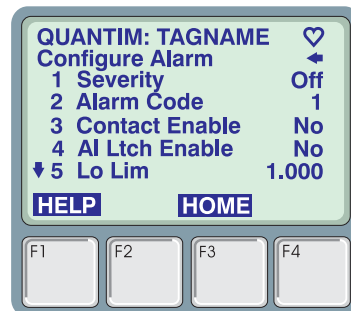 QUANTIM: TAGNAME
Configure Alarm
1 Severity Off
2 Alarm Code 1
3 Contact Enable No
4 Al Ltch Enable No
5 Lo Lim 1.000
HELP HOME
F1 F2 F3 F4